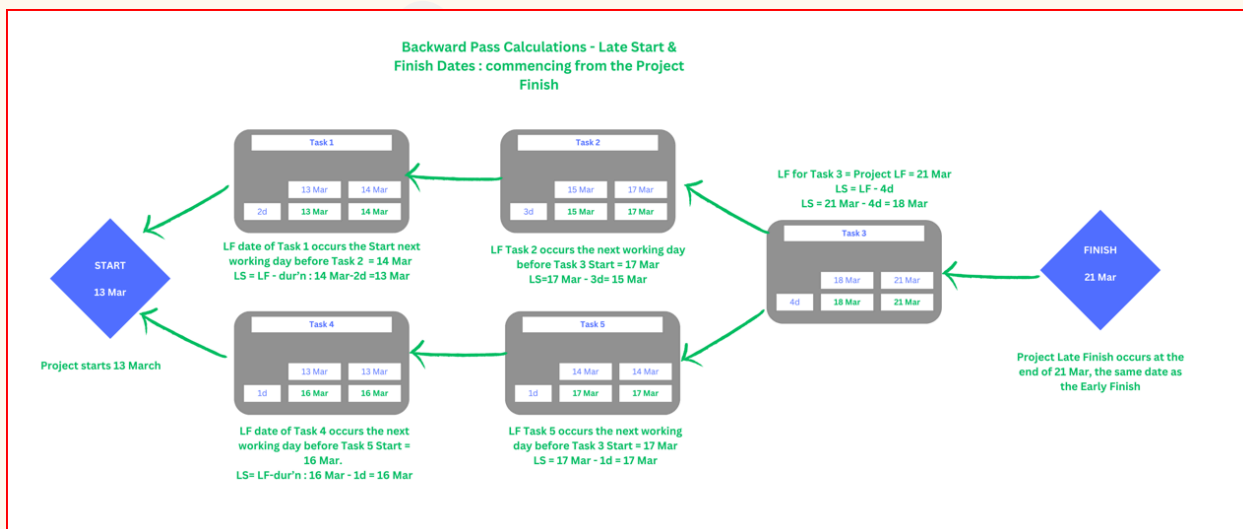 Backward Pass Calculations - Late Start &
Finish Dates : commencing from the Project
Finish
Task 1
13 Mar 14 Mar
2d 13 Mar 14 Mar
LF date of Task 1 occurs the Start next
working day before Task 2 = 14 Mar
LS = LF - dur'n : 14 Mar-2d =13 Mar
Task 2
15 Mar 17 Mar
3d 15 Mar 17 Mar
LF Task 2 occurs the next working day
before Task 3 Start = 17 Mar
LS=17 Mar - 3d= 15 Mar
LF for Task 3 = Project LF = 21 Mar
LS = LF - 4d
LS = 21 Mar - 4d = 18 Mar
Task 3
18 Mar 21 Mar
4d 18 Mar 21 Mar
START
13 Mar
Project starts 13 March
FINISH
21 Mar
Project Late Finish occurs at the
end of 21 Mar, the same date as
the Early Finish
Task 4
13 Mar 13 Mar
1d 16 Mar 16 Mar
LF date of Task 4 occurs the next
working day before Task 5 Start =
16 Mar.
LS= LF-dur'n : 16 Mar - 1d = 16 Mar
Task 5
14 Mar 14 Mar
1d 17 Mar 17 Mar
LF Task 5 occurs the next working
day before Task 3 Start = 17 Mar
LS = 17 Mar - 1d = 17 Mar